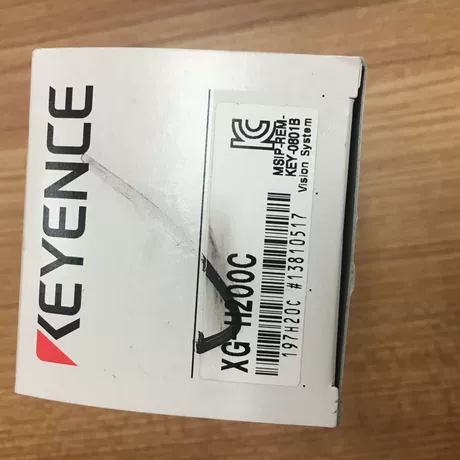 KEYENCE
MSIP-REM-
KEY-0801B
Vision System
XG-H200C
197H20C #13810517